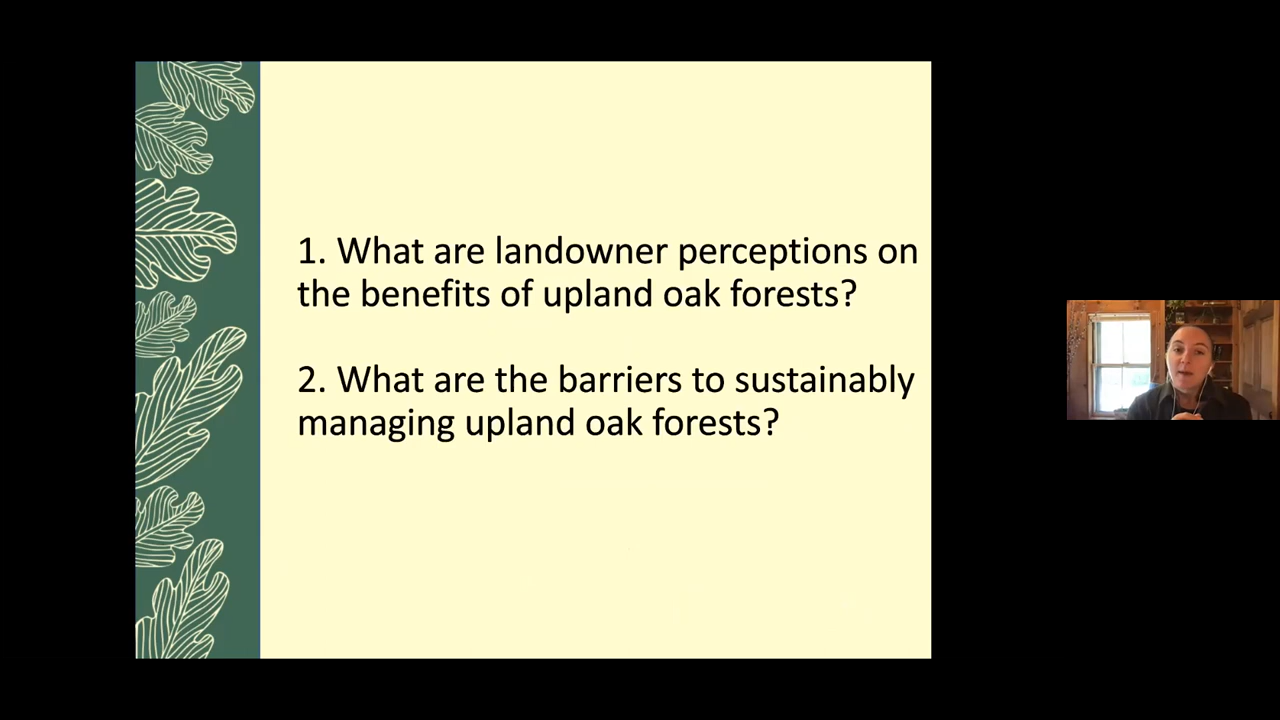 1. What are landowner perceptions on
the benefits of upland oak forests?
2. What are the barriers to sustainably
managing upland oak forests?